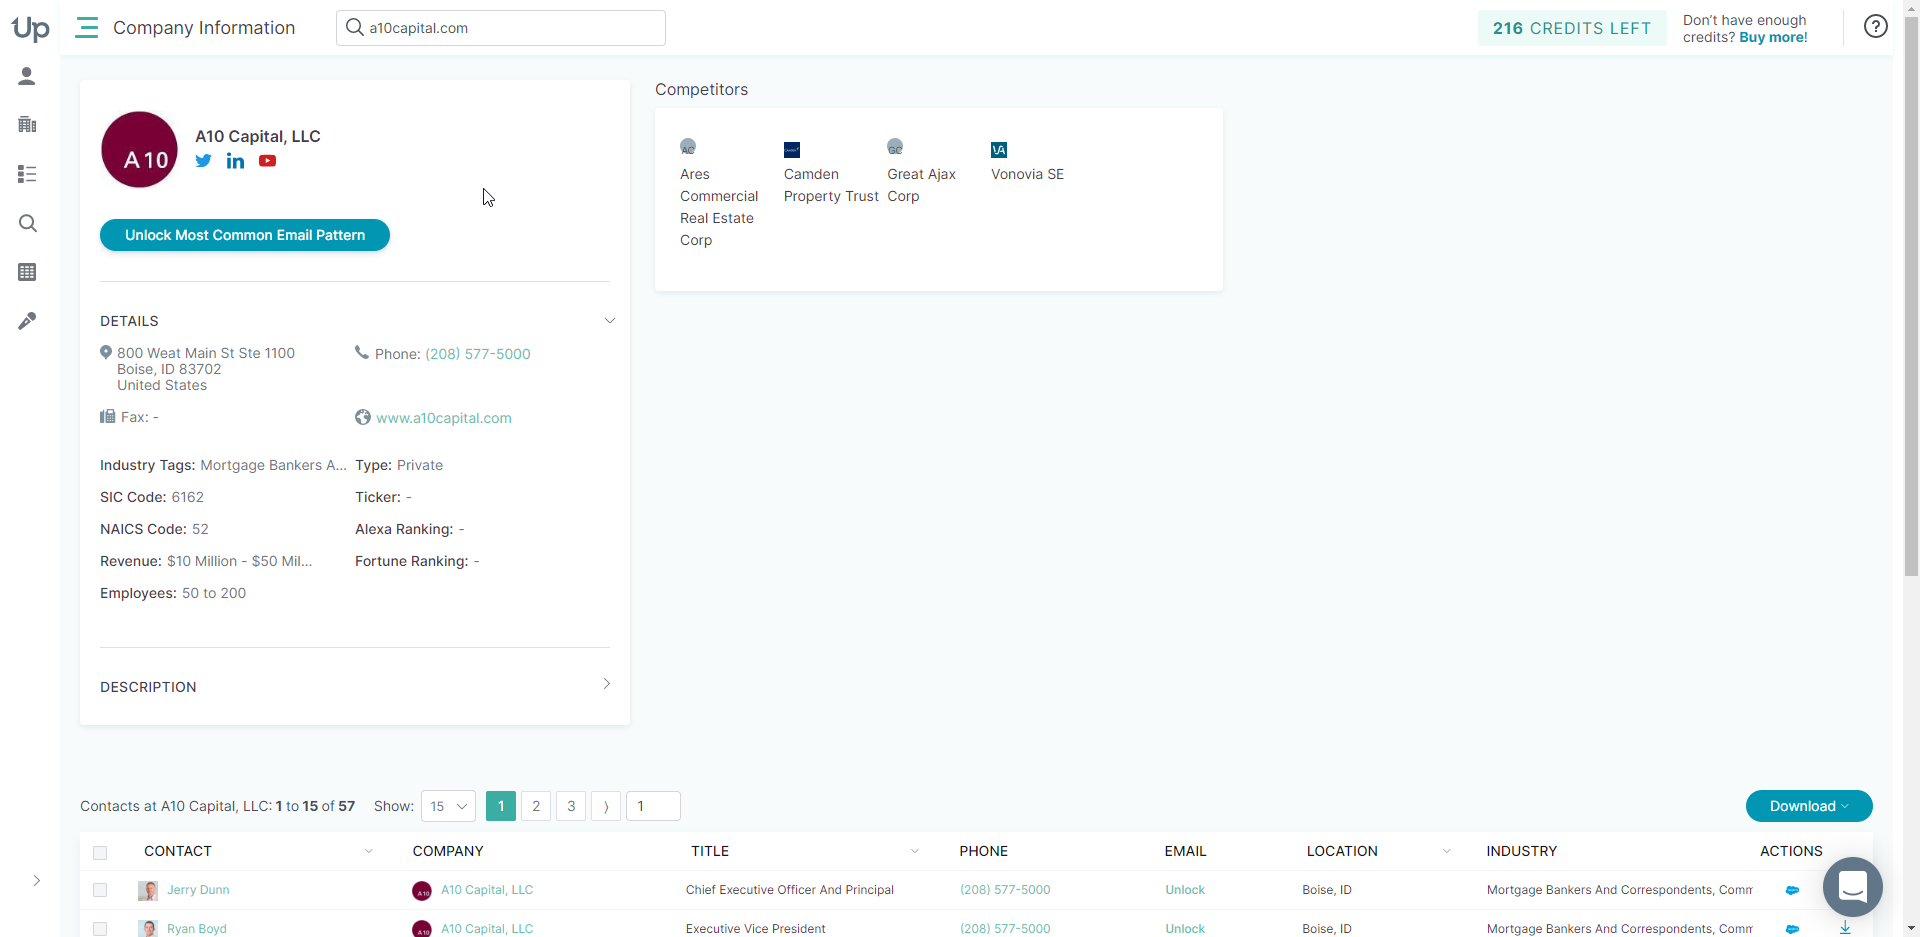 Up
Company Information
a10capital.com
216 CREDITS LEFT
Don't have enough
credits? Buy more!
?
A10
A10 Capital, LLC
Unlock Most Common Email Pattern
DETAILS
800 Weat Main St Ste 1100
Boise, ID 83702
United States
Phone: (208) 577-5000
Fax: -
www.a10capital.com
Industry Tags: Mortgage Bankers A...
Type: Private
SIC Code: 6162
Ticker: -
NAICS Code: 52
Alexa Ranking: -
Revenue: $10 Million - $50 Mil...
Fortune Ranking: -
Employees: 50 to 200
DESCRIPTION
Competitors
AC
Ares
Commercial
Real Estate
Corp
Camden
Property Trust
GC
Great Ajax
Corp
VA
Vonovia SE
Contacts at A10 Capital, LLC: 1 to 15 of 57
Show: 15
1 2 3 ⟩ 1
Download
CONTACT COMPANY TITLE PHONE EMAIL LOCATION INDUSTRY ACTIONS
Jerry Dunn A10 A10 Capital, LLC Chief Executive Officer And Principal (208) 577-5000 Unlock Boise, ID Mortgage Bankers And Correspondents, Comm
Ryan Boyd A10 A10 Capital, LLC Executive Vice President (208) 577-5000 Unlock Boise, ID Mortgage Bankers And Correspondents, Comm